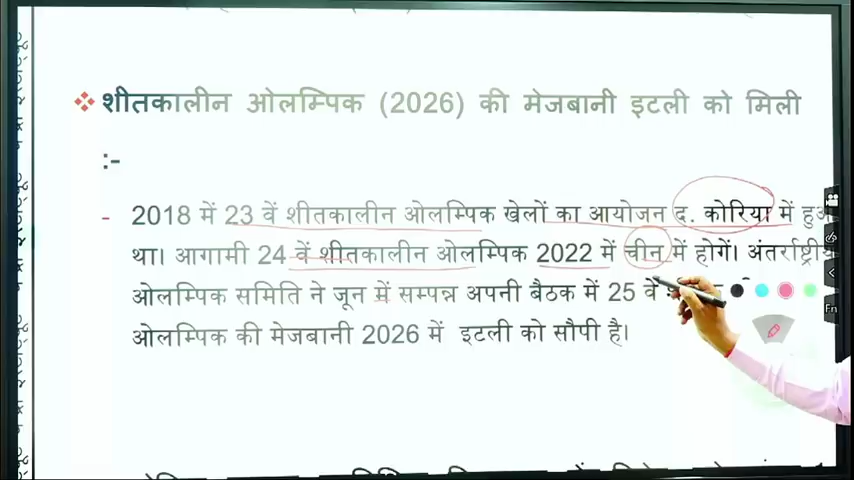 शीतकालीन ओलम्पिक (2026) की मेजबानी इटली को मिली
:-
- 2018 में 23 वें शीतकालीन ओलम्पिक खेलों का आयोजन द. कोरिया में
था। आगामी 24 वें शीतकालीन ओलम्पिक 2022 में चीन में होगें। अंतर्राष्ट्रीय
ओलम्पिक समिति ने जून में सम्पन्न अपनी बैठक में 25 वें
ओलम्पिक की मेजबानी 2026 में इटली को सौपी है।
Fn